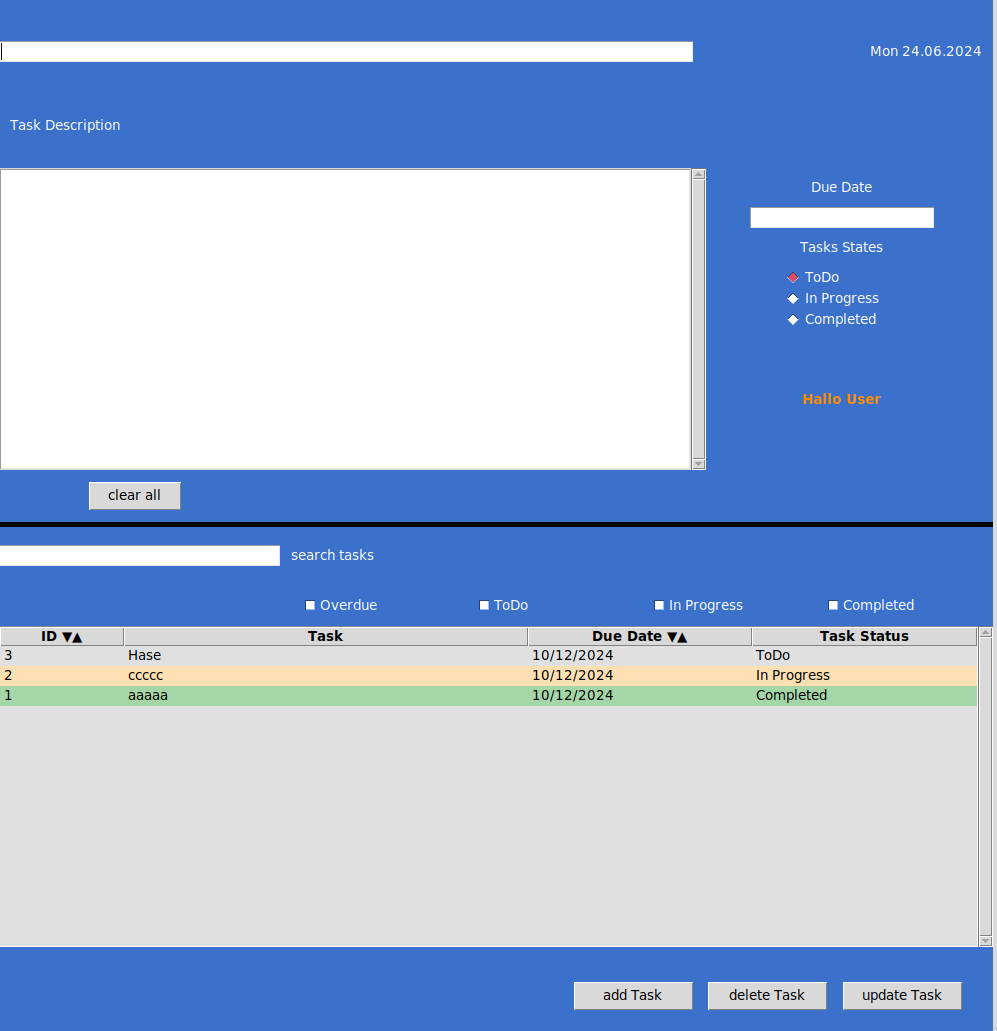 Mon 24.06.2024
Task Description
Due Date
Tasks States
ToDo
In Progress
Completed
Hallo User
clear all
search tasks
Overdue ToDo In Progress Completed
ID ▼▲ Task Due Date ▼▲ Task Status
3 Hase 10/12/2024 ToDo
2 ccccc 10/12/2024 In Progress
1 aaaaa 10/12/2024 Completed
add Task delete Task update Task